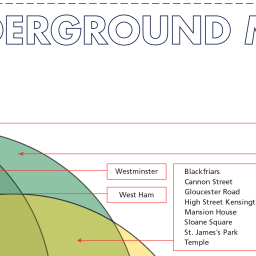 DERGROUND M
Westminster
West Ham
Blackfriars
Cannon Street
Gloucester Road
High Street Kensingt
Mansion House
Sloane Square
St. James's Park
Temple